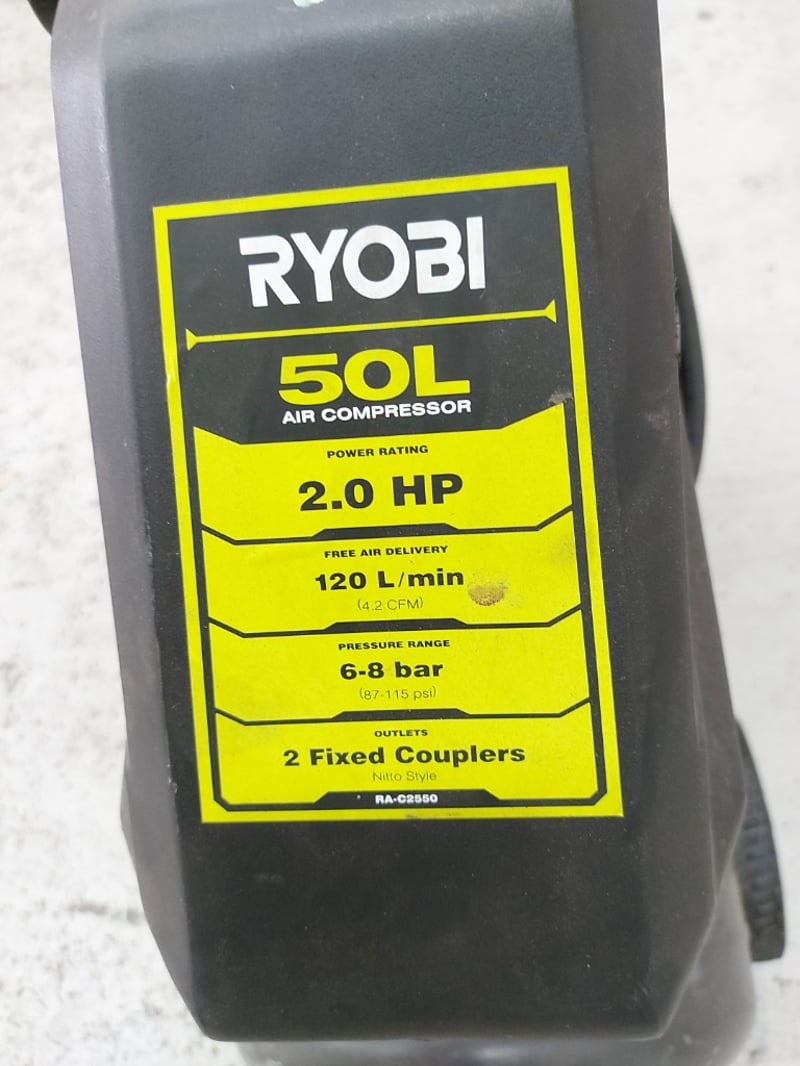 RYOBI
50L
AIR COMPRESSOR
POWER RATING
2.0 HP
FREE AIR DELIVERY
120 L/min
(4.2 CFM)
PRESSURE RANGE
6-8 bar
(87-115 psi)
OUTLETS
2 Fixed Couplers
Nitto Style
RA-C2550